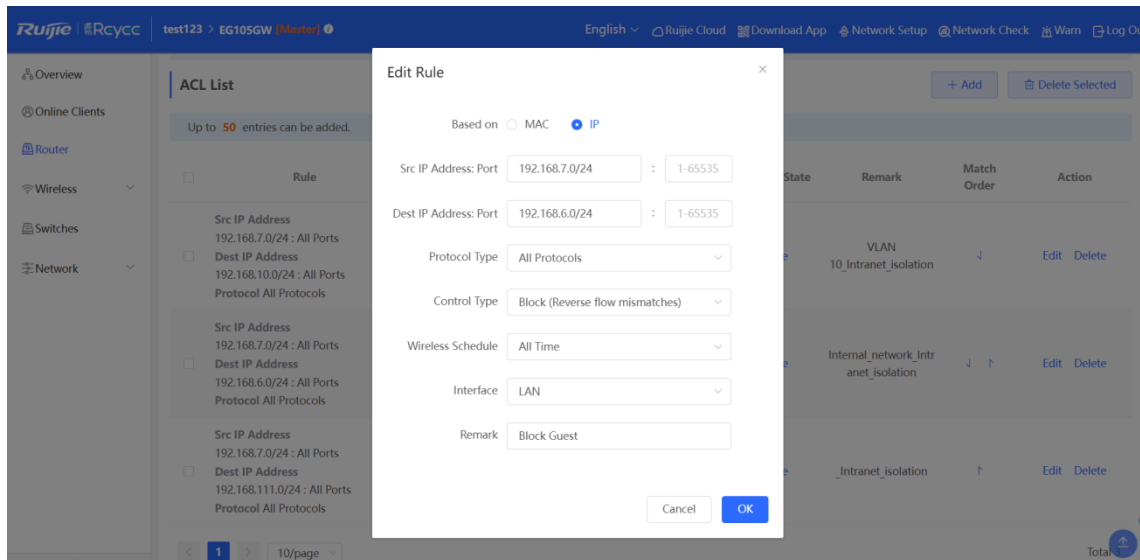 Ruijie Rcycc test123 > EG105GW [Master] English Ruijie Cloud Download App Network Setup Network Check Warn Log Ou
Overview
Online Clients
Router
Wireless
Switches
Network
ACL List
+ Add Delete Selected
Up to 50 entries can be added.
Rule State Remark Match Order Action
Src IP Address
192.168.7.0/24 : All Ports
Dest IP Address
192.168.10.0/24 : All Ports
Protocol All Protocols
VLAN
10_Intranet_isolation
Edit Delete
Src IP Address
192.168.7.0/24 : All Ports
Dest IP Address
192.168.6.0/24 : All Ports
Protocol All Protocols
Internal_network_Intr
anet_isolation
Edit Delete
Src IP Address
192.168.7.0/24 : All Ports
Dest IP Address
192.168.111.0/24 : All Ports
Protocol All Protocols
_Intranet_isolation
Edit Delete
< 1 > 10/page
Total
Edit Rule
Based on MAC IP
Src IP Address: Port 192.168.7.0/24 : 1-65535
Dest IP Address: Port 192.168.6.0/24 : 1-65535
Protocol Type All Protocols
Control Type Block (Reverse flow mismatches)
Wireless Schedule All Time
Interface LAN
Remark Block Guest
Cancel OK